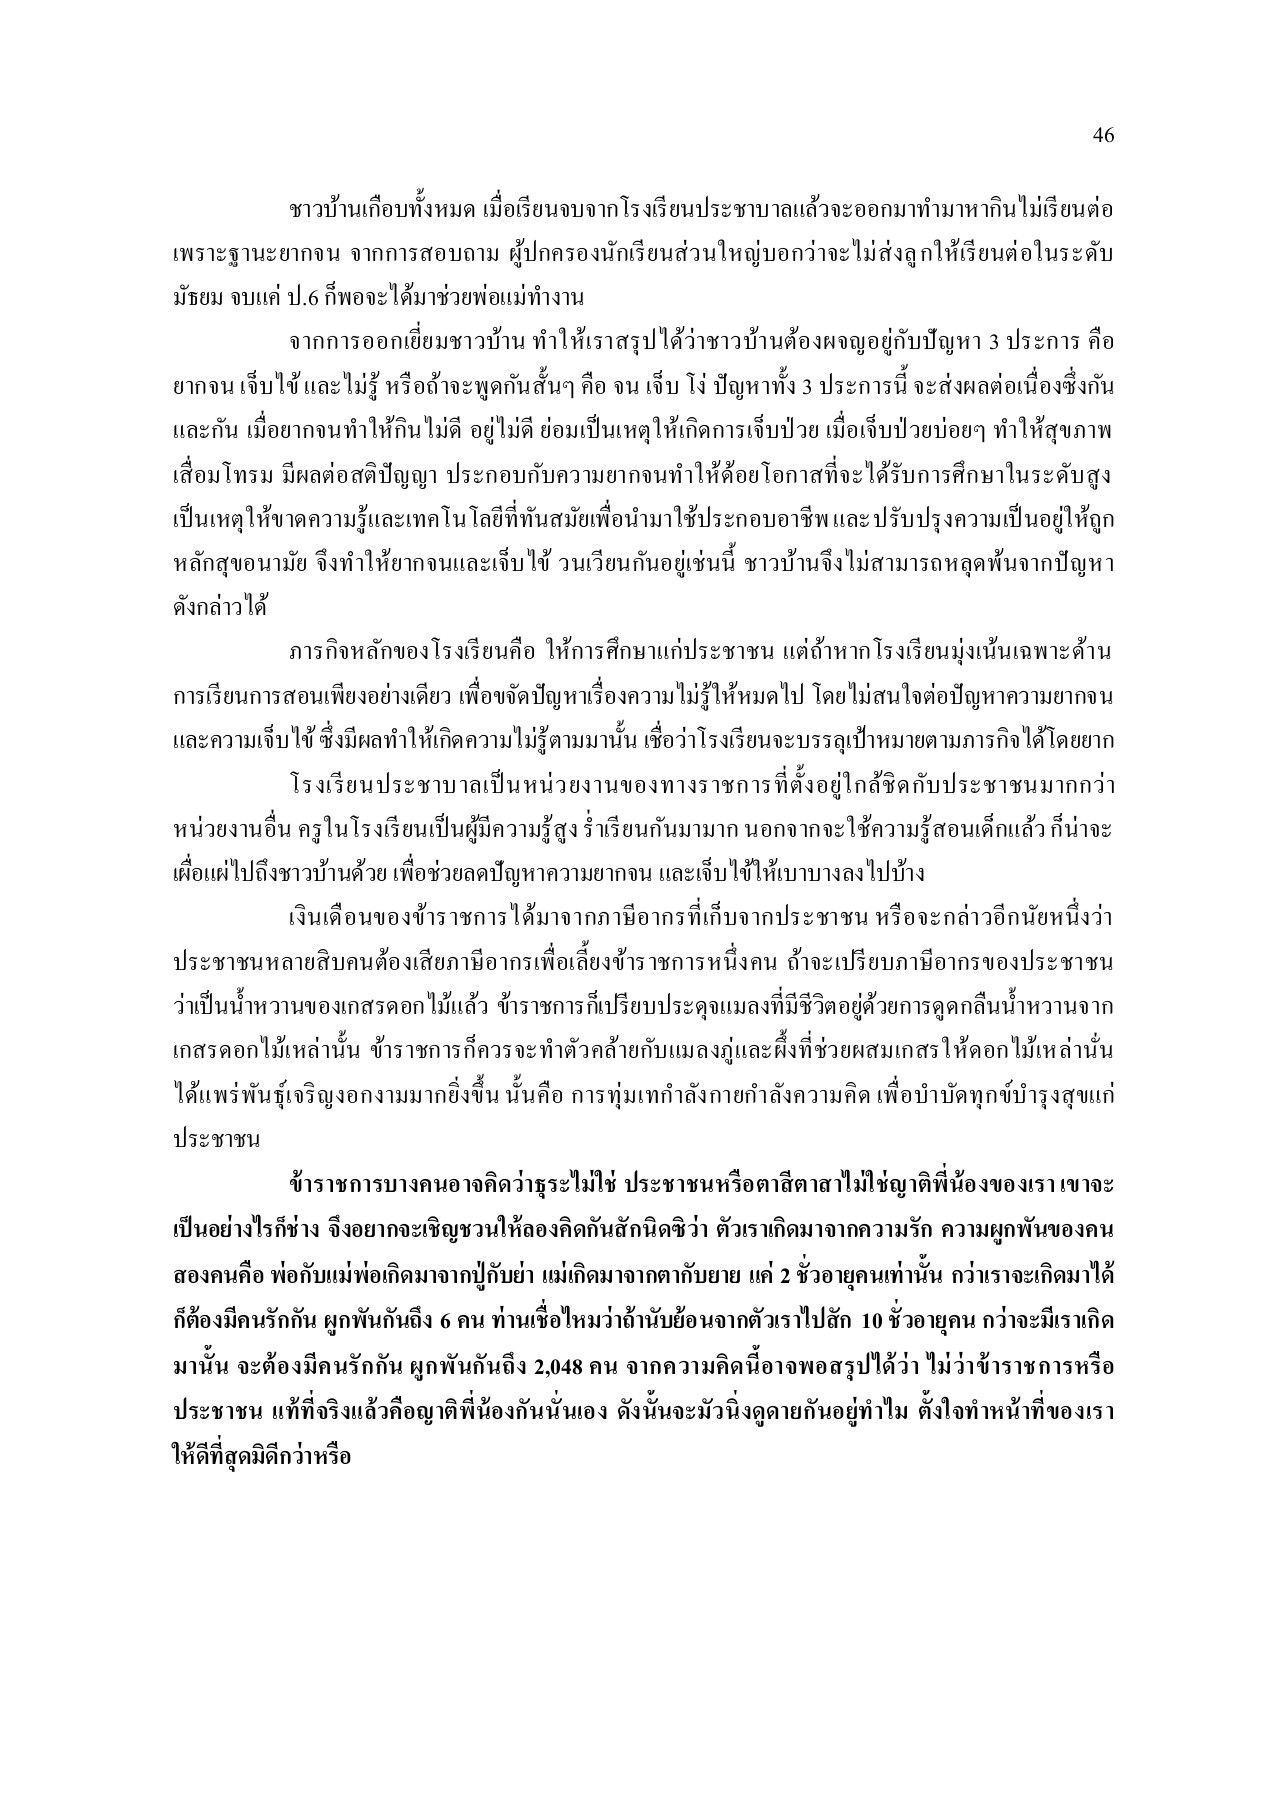 46
ชาวบ้านเกือบทั้งหมด เมื่อเรียนจบจากโรงเรียนประชาบาลแล้วจะออกมาทำมาหากินไม่เรียนต่อ
เพราะฐานะยากจน จากการสอบถาม ผู้ปกครองนักเรียนส่วนใหญ่บอกว่าจะไม่ส่งลูกให้เรียนต่อในระดับ
มัธยม จบแค่ ป.6 ก็พอจะได้มาช่วยพ่อแม่ทำงาน
จากการออกเยี่ยมชาวบ้าน ทำให้เราสรุปได้ว่าชาวบ้านต้องผจญอยู่กับปัญหา 3 ประการ คือ
ยากจน เจ็บไข้ และไม่รู้ หรือถ้าจะพูดกันสั้นๆ คือ จน เจ็บ โง่ ปัญหาทั้ง 3 ประการนี้ จะส่งผลต่อเนื่องซึ่งกัน
และกัน เมื่อยากจนทำให้กินไม่ดี อยู่ไม่ดี ย่อมเป็นเหตุให้เกิดการเจ็บป่วย เมื่อเจ็บป่วยบ่อยๆ ทำให้สุขภาพ
เสื่อมโทรม มีผลต่อสติปัญญา ประกอบกับความยากจนทำให้ด้อยโอกาสที่จะได้รับการศึกษาในระดับสูง
เป็นเหตุให้ขาดความรู้และเทคโนโลยีที่ทันสมัยเพื่อนำมาใช้ประกอบอาชีพ และปรับปรุงความเป็นอยู่ให้ถูก
หลักสุขอนามัย จึงทำให้ยากจนและเจ็บไข้ วนเวียนกันอยู่เช่นนี้ ชาวบ้านจึงไม่สามารถหลุดพ้นจากปัญหา
ดังกล่าวได้
ภารกิจหลักของโรงเรียนคือ ให้การศึกษาแก่ประชาชน แต่ถ้าหากโรงเรียนมุ่งเน้นเฉพาะด้าน
การเรียนการสอนเพียงอย่างเดียว เพื่อขจัดปัญหาเรื่องความไม่รู้ให้หมดไป โดยไม่สนใจต่อปัญหาความยากจน
และความเจ็บไข้ ซึ่งมีผลทำให้เกิดความไม่รู้ตามมานั้น เชื่อว่าโรงเรียนจะบรรลุเป้าหมายตามภารกิจได้โดยยาก
โรงเรียนประชาบาลเป็นหน่วยงานของทางราชการที่ตั้งอยู่ใกล้ชิดกับประชาชนมากกว่า
หน่วยงานอื่น ครูในโรงเรียนเป็นผู้มีความรู้สูง ร่ำเรียนกันมามาก นอกจากจะใช้ความรู้สอนเด็กแล้ว ก็น่าจะ
เผื่อแผ่ไปถึงชาวบ้านด้วย เพื่อช่วยลดปัญหาความยากจน และเจ็บไข้ให้เบาบางลงไปบ้าง
เงินเดือนของข้าราชการได้มาจากภาษีอากรที่เก็บจากประชาชน หรือจะกล่าวอีกนัยหนึ่งว่า
ประชาชนหลายสิบคนต้องเสียภาษีอากรเพื่อเลี้ยงข้าราชการหนึ่งคน ถ้าจะเปรียบภาษีอากรของประชาชน
ว่าเป็นน้ำหวานของเกสรดอกไม้แล้ว ข้าราชการก็เปรียบประดุจแมลงที่มีชีวิตอยู่ด้วยการดูดกลืนน้ำหวานจาก
เกสรดอกไม้เหล่านั้น ข้าราชการก็ควรจะทำตัวคล้ายกับแมลงภู่และผึ้งที่ช่วยผสมเกสรให้ดอกไม้เหล่านั่น
ได้แพร่พันธุ์เจริญงอกงามมากยิ่งขึ้น นั้นคือ การทุ่มเทกำลังกายกำลังความคิด เพื่อบำบัดทุกข์บำรุงสุขแก่
ประชาชน
ข้าราชการบางคนอาจคิดว่าธุระไม่ใช่ ประชาชนหรือตาสีตาสาไม่ใช่ญาติพี่น้องของเรา เขาจะ
เป็นอย่างไรก็ช่าง จึงอยากจะเชิญชวนให้ลองคิดกันสักนิดซิว่า ตัวเราเกิดมาจากความรัก ความผูกพันของคน
สองคนคือ พ่อกับแม่พ่อเกิดมาจากปู่กับย่า แม่เกิดมาจากตากับยาย แค่ 2 ชั่วอายุคนเท่านั้น กว่าเราจะเกิดมาได้
ก็ต้องมีคนรักกัน ผูกพันกันถึง 6 คน ท่านเชื่อไหมว่าถ้านับย้อนจากตัวเราไปสัก 10 ชั่วอายุคน กว่าจะมีเราเกิด
มานั้น จะต้องมีคนรักกัน ผูกพันกันถึง 2,048 คน จากความคิดนี้อาจพอสรุปได้ว่า ไม่ว่าข้าราชการหรือ
ประชาชน แท้ที่จริงแล้วคือญาติพี่น้องกันนั่นเอง ดังนั้นจะมัวนิ่งดูดายกันอยู่ทำไม ตั้งใจทำหน้าที่ของเรา
ให้ดีที่สุดมิดีกว่าหรือ